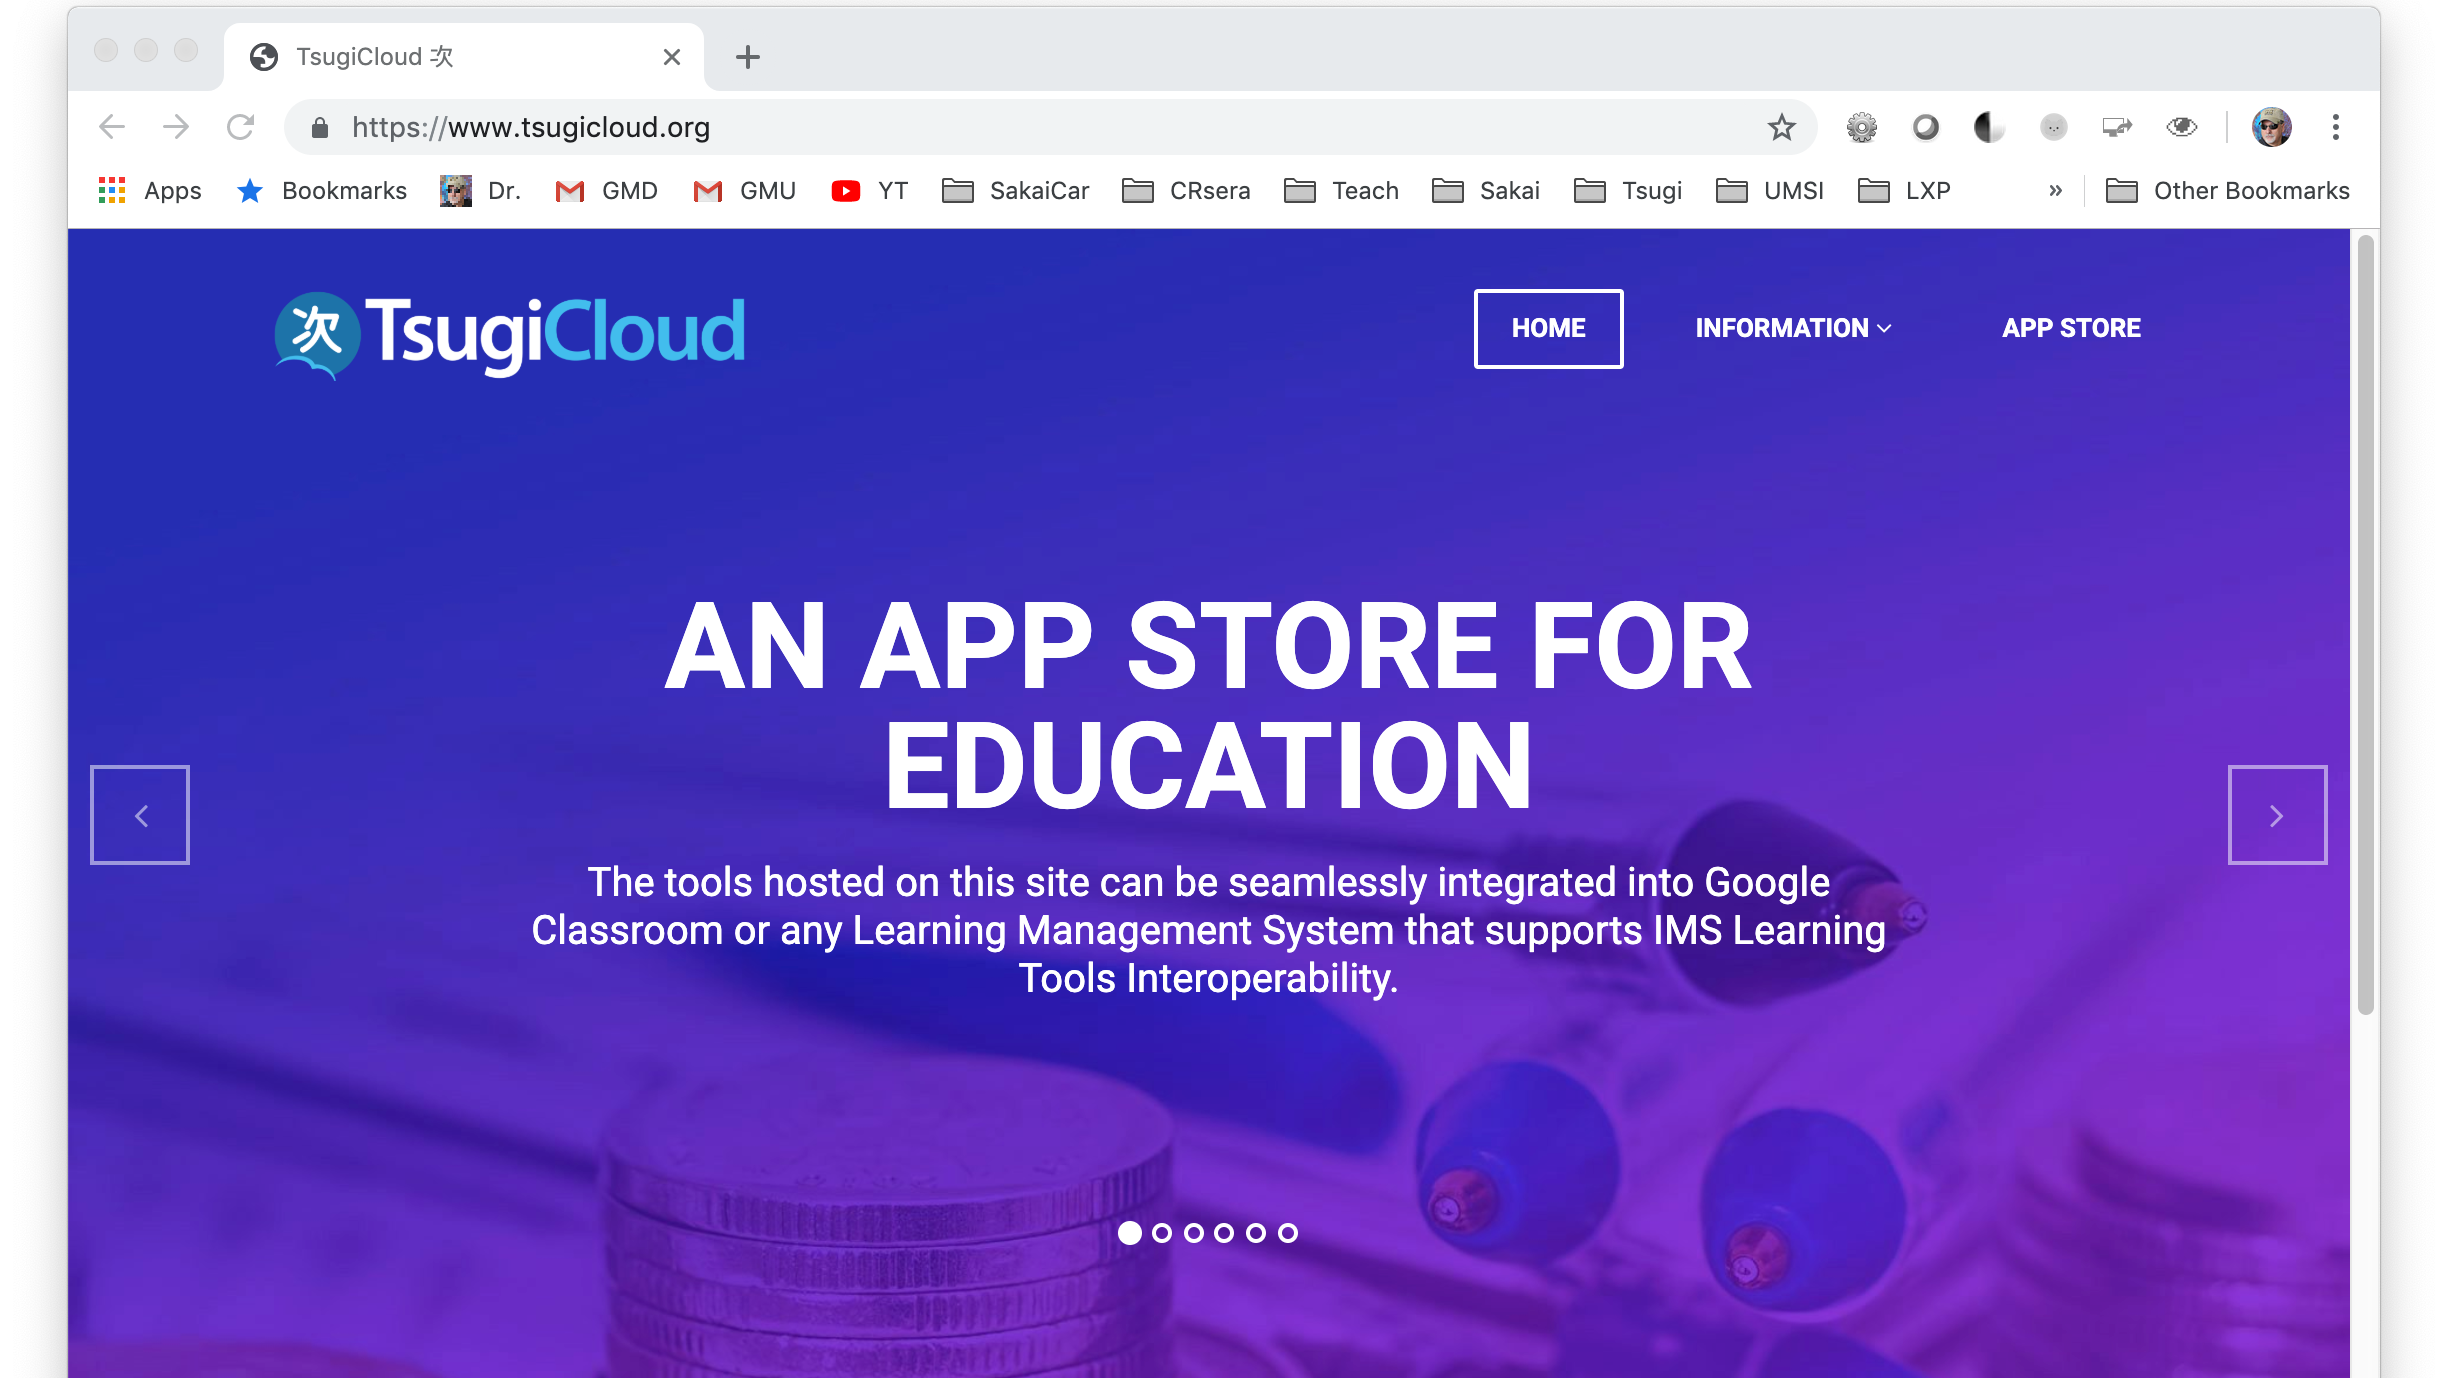 TsugiCloud 次
https://www.tsugicloud.org
Apps Bookmarks Dr. GMD GMU YT SakaiCar CRsera Teach Sakai Tsugi UMSI LXP » Other Bookmarks
次 TsugiCloud
HOME INFORMATION APP STORE
AN APP STORE FOR
EDUCATION
The tools hosted on this site can be seamlessly integrated into Google
Classroom or any Learning Management System that supports IMS Learning
Tools Interoperability.